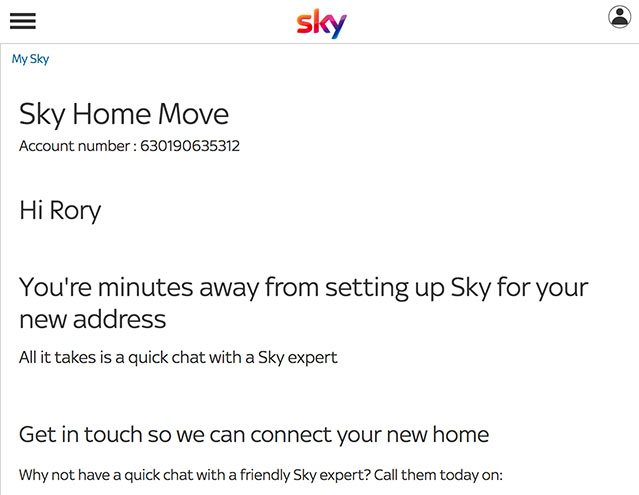 sky
My Sky
Sky Home Move
Account number : 630190635312
Hi Rory
You're minutes away from setting up Sky for your
new address
All it takes is a quick chat with a Sky expert
Get in touch so we can connect your new home
Why not have a quick chat with a friendly Sky expert? Call them today on: